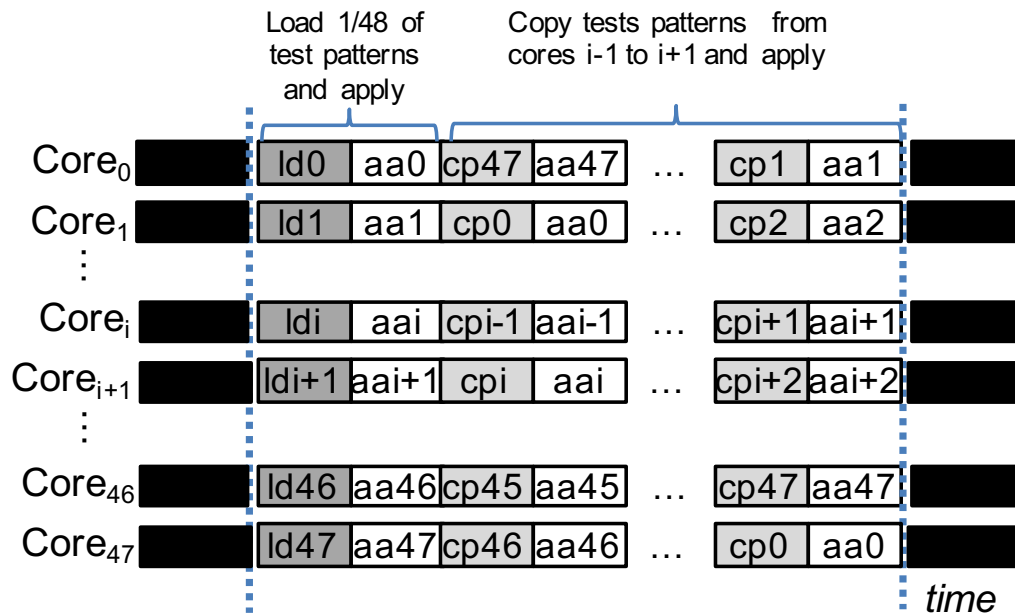 Load 1/48 of
test patterns
and apply
Copy tests patterns from
cores i-1 to i+1 and apply
Core0 ld0 aa0 cp47 aa47 ... cp1 aa1
Core1 ld1 aa1 cp0 aa0 ... cp2 aa2
⋮
Corei ldi aai cpi-1 aai-1 ... cpi+1 aai+1
Corei+1 ldi+1 aai+1 cpi aai ... cpi+2 aai+2
⋮
Core46 ld46 aa46 cp45 aa45 ... cp47 aa47
Core47 ld47 aa47 cp46 aa46 ... cp0 aa0
time